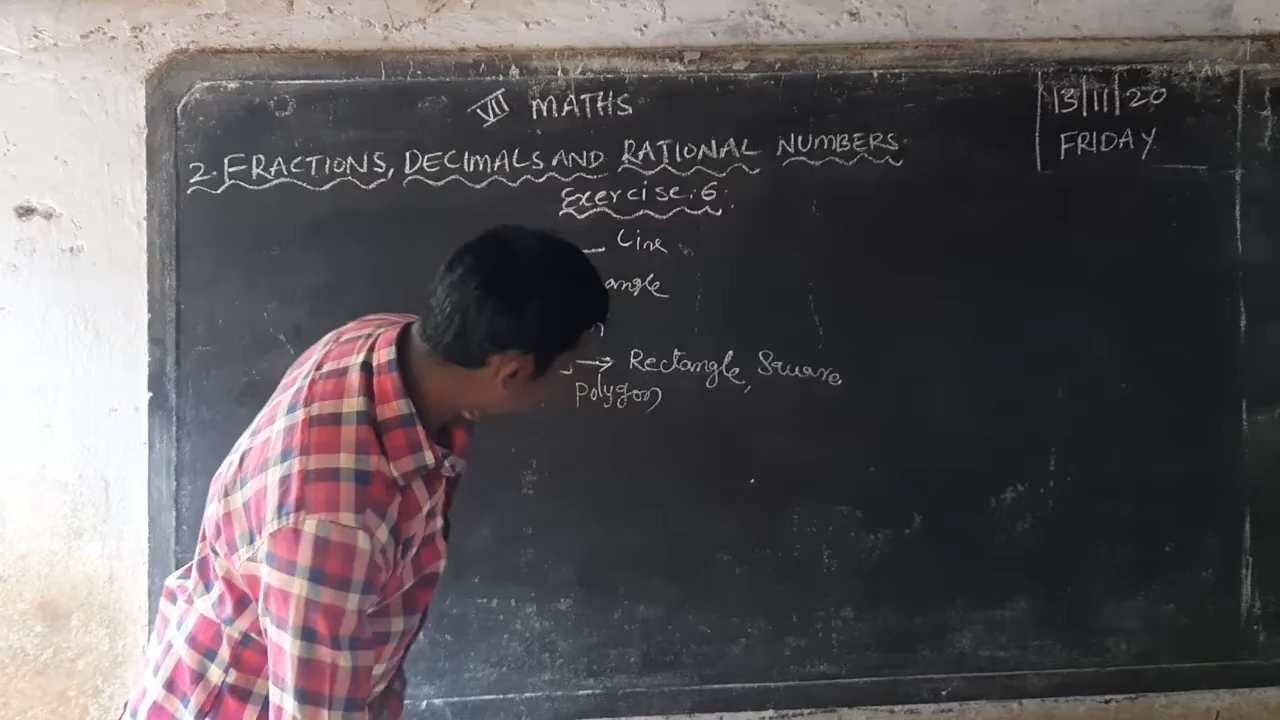 VII MATHS
13/11/20
FRIDAY
2. FRACTIONS, DECIMALS AND RATIONAL NUMBERS
Exercise:6
Line
angle
→ Rectangle, Square
Polygon